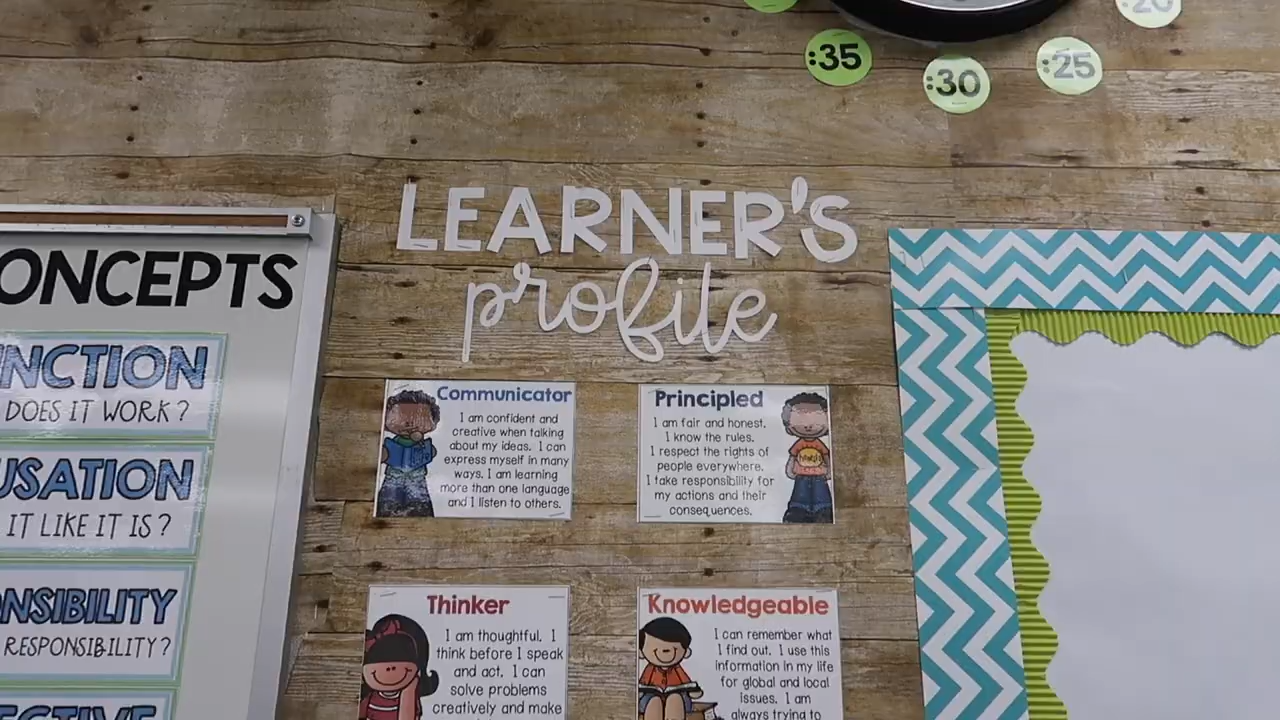 :20
:35
:30
:25
LEARNER'S
profile
ONCEPTS
NCTION
DOES IT WORK?
USATION
IT LIKE IT IS?
NSIBILITY
RESPONSIBILITY?
ECTIVE
Communicator
I am confident and
creative when talking
about my ideas. I can
express myself in many
ways. I am learning
more than one language
and I listen to others.
Principled
I am fair and honest.
I know the rules.
I respect the rights of
people everywhere.
I take responsibility for
my actions and their
consequences.
Thinker
I am thoughtful. I
think before I speak
and act. I can
solve problems
creatively and make
Knowledgeable
I can remember what
I find out. I use this
information in my life
for global and local
issues. I am
always trying to